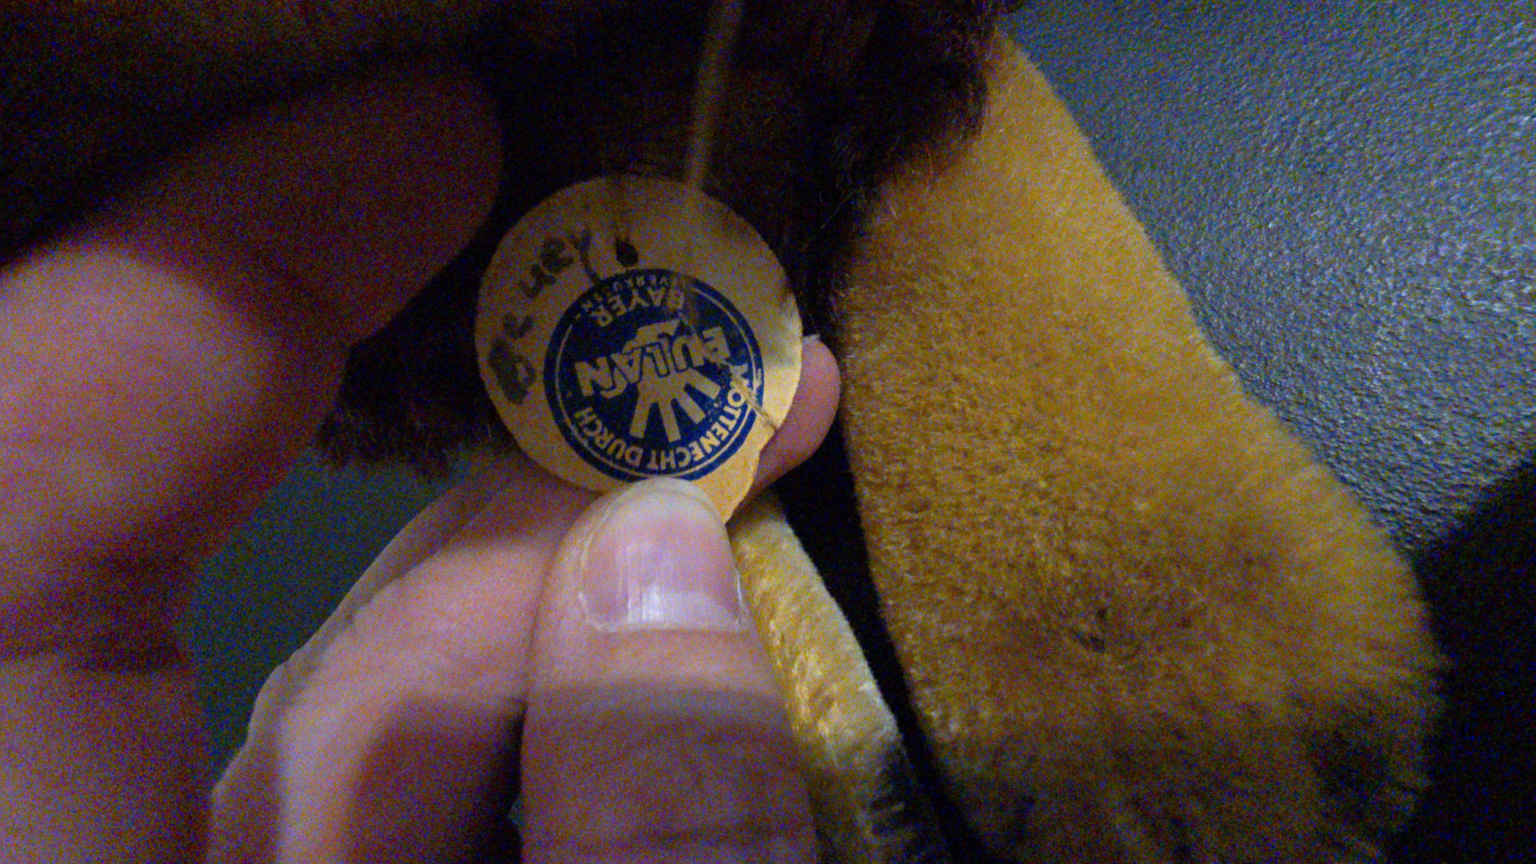 MOTTENECHT DURCH
EULAN
BAYER
LEVERKUSEN